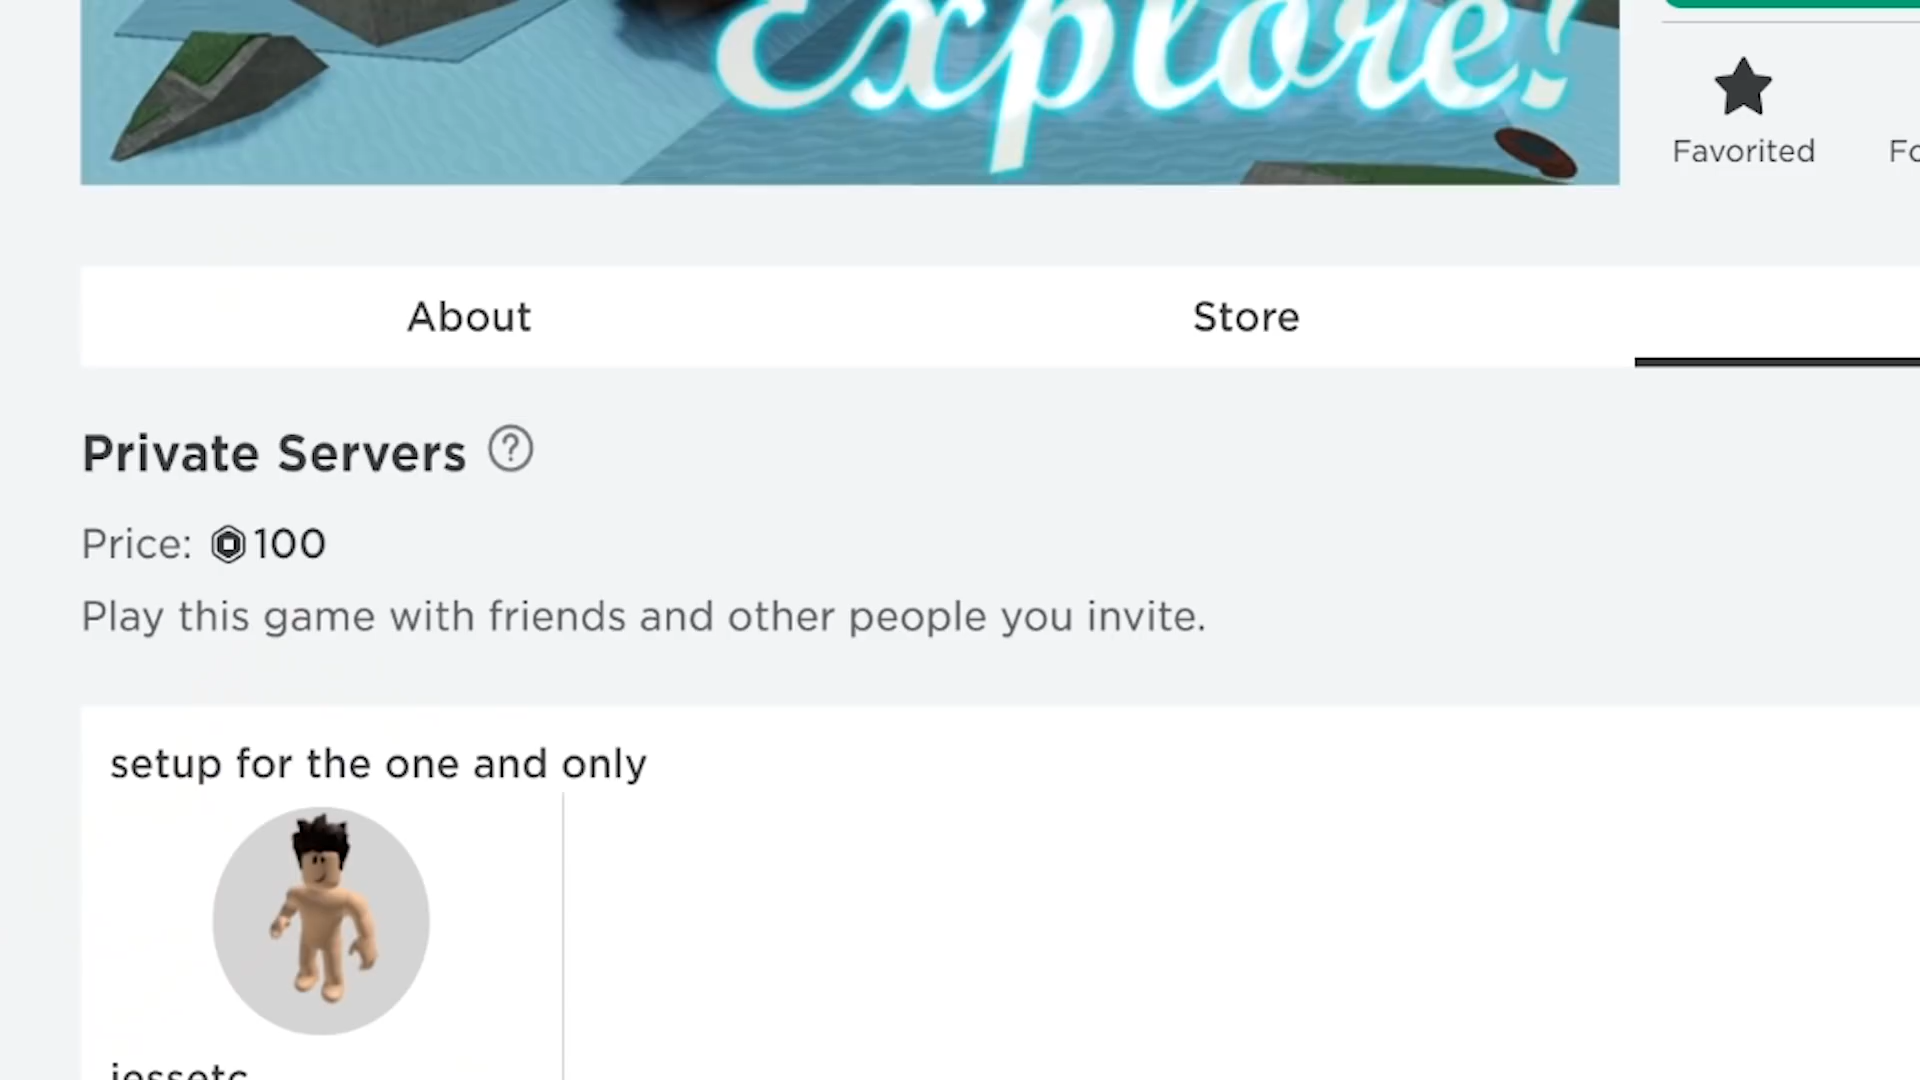 Explore!
Favorited
About
Store
Private Servers
Price: 100
Play this game with friends and other people you invite.
setup for the one and only